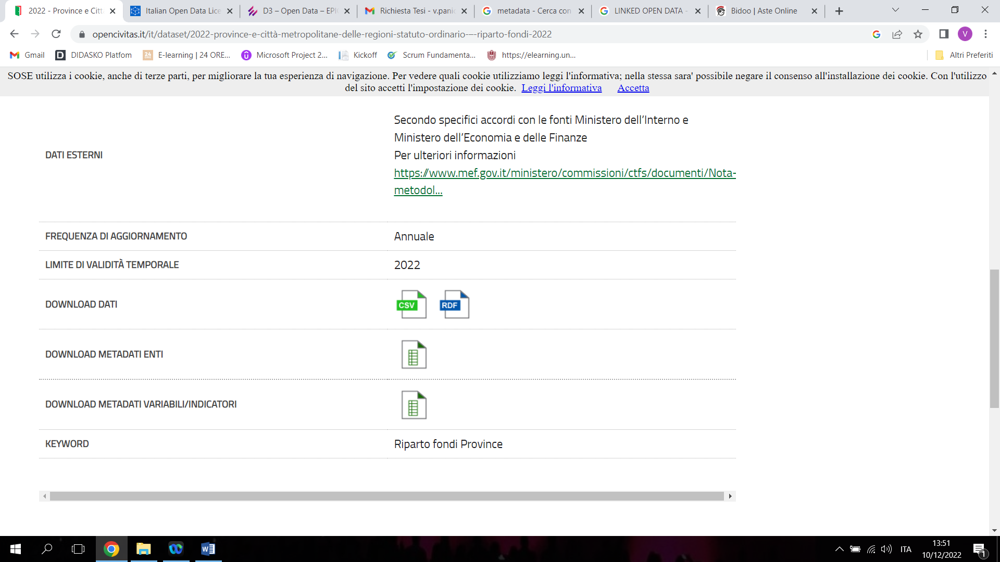 2022 - Province e Citt
Italian Open Data Lice
D3 – Open Data – EPI
Richiesta Tesi - v.pani
metadata - Cerca con
LINKED OPEN DATA -
Bidoo | Aste Online
opencivitas.it/it/dataset/2022-province-e-città-metropolitane-delle-regioni-statuto-ordinario-–-riparto-fondi-2022
V
Gmail
DIDASKO Platfom
E-learning | 24 ORE...
Microsoft Project 2...
Kickoff
Scrum Fundamenta...
https://elearning.un...
Altri Preferiti
SOSE utilizza i cookie, anche di terze parti, per migliorare la tua esperienza di navigazione. Per vedere quali cookie utilizziamo leggi l'informativa; nella stessa sara' possibile negare il consenso all'installazione dei cookie. Con l'utilizzo
del sito accetti l'impostazione dei cookie. Leggi l'informativa Accetta
DATI ESTERNI
Secondo specifici accordi con le fonti Ministero dell’Interno e
Ministero dell’Economia e delle Finanze
Per ulteriori informazioni
https://www.mef.gov.it/ministero/commissioni/ctfs/documenti/Nota-
metodol...
FREQUENZA DI AGGIORNAMENTO
Annuale
LIMITE DI VALIDITÀ TEMPORALE
2022
DOWNLOAD DATI
CSV
RDF
DOWNLOAD METADATI ENTI
DOWNLOAD METADATI VARIABILI/INDICATORI
KEYWORD
Riparto fondi Province
ITA
13:51
10/12/2022
1